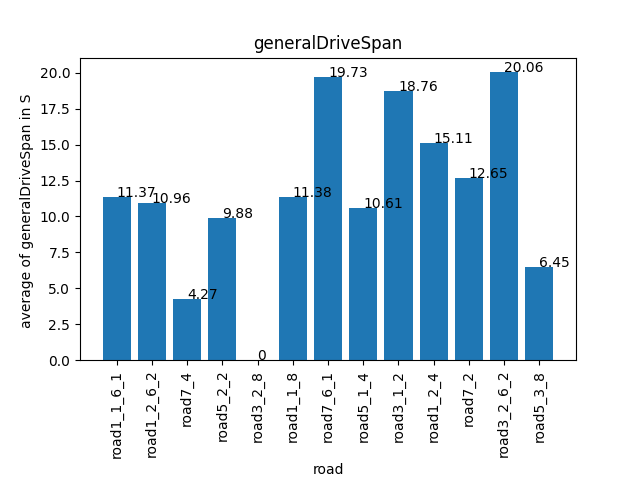 generalDriveSpan
average of generalDriveSpan in S
20.0
17.5
15.0
12.5
10.0
7.5
5.0
2.5
0.0
11.37
10.96
4.27
9.88
0
11.38
19.73
10.61
18.76
15.11
12.65
20.06
6.45
road1_1_6_1
road1_2_6_2
road7_4
road5_2_2
road3_2_8
road1_1_8
road7_6_1
road5_1_4
road3_1_2
road1_2_4
road7_2
road3_2_6_2
road5_3_8
road